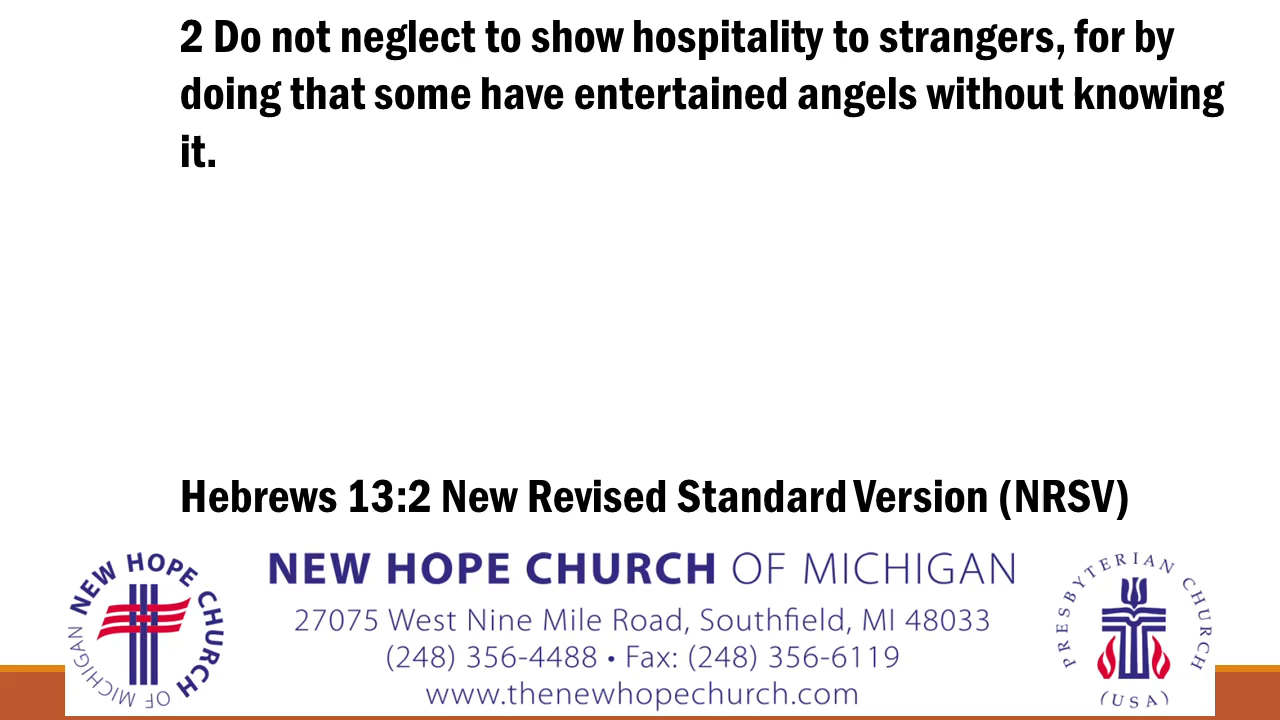 2 Do not neglect to show hospitality to strangers, for by
doing that some have entertained angels without knowing
it.
Hebrews 13:2 New Revised Standard Version (NRSV)
NEW HOPE CHURCH OF MICHIGAN
27075 West Nine Mile Road, Southfield, MI 48033
(248) 356-4488 • Fax: (248) 356-6119
www.thenewhopechurch.com
NEW HOPE CHURCH
OF MICHIGAN
PRESBYTERIAN CHURCH
(USA)